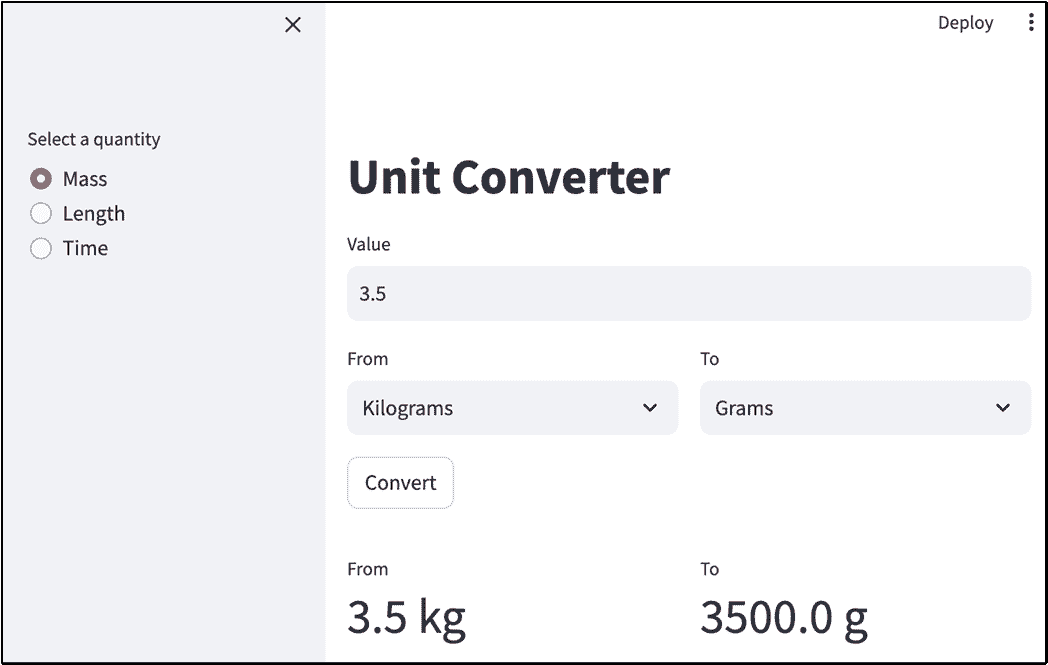 Deploy
Select a quantity
Mass
Length
Time
Unit Converter
Value
3.5
From To
Kilograms Grams
Convert
From To
3.5 kg 3500.0 g